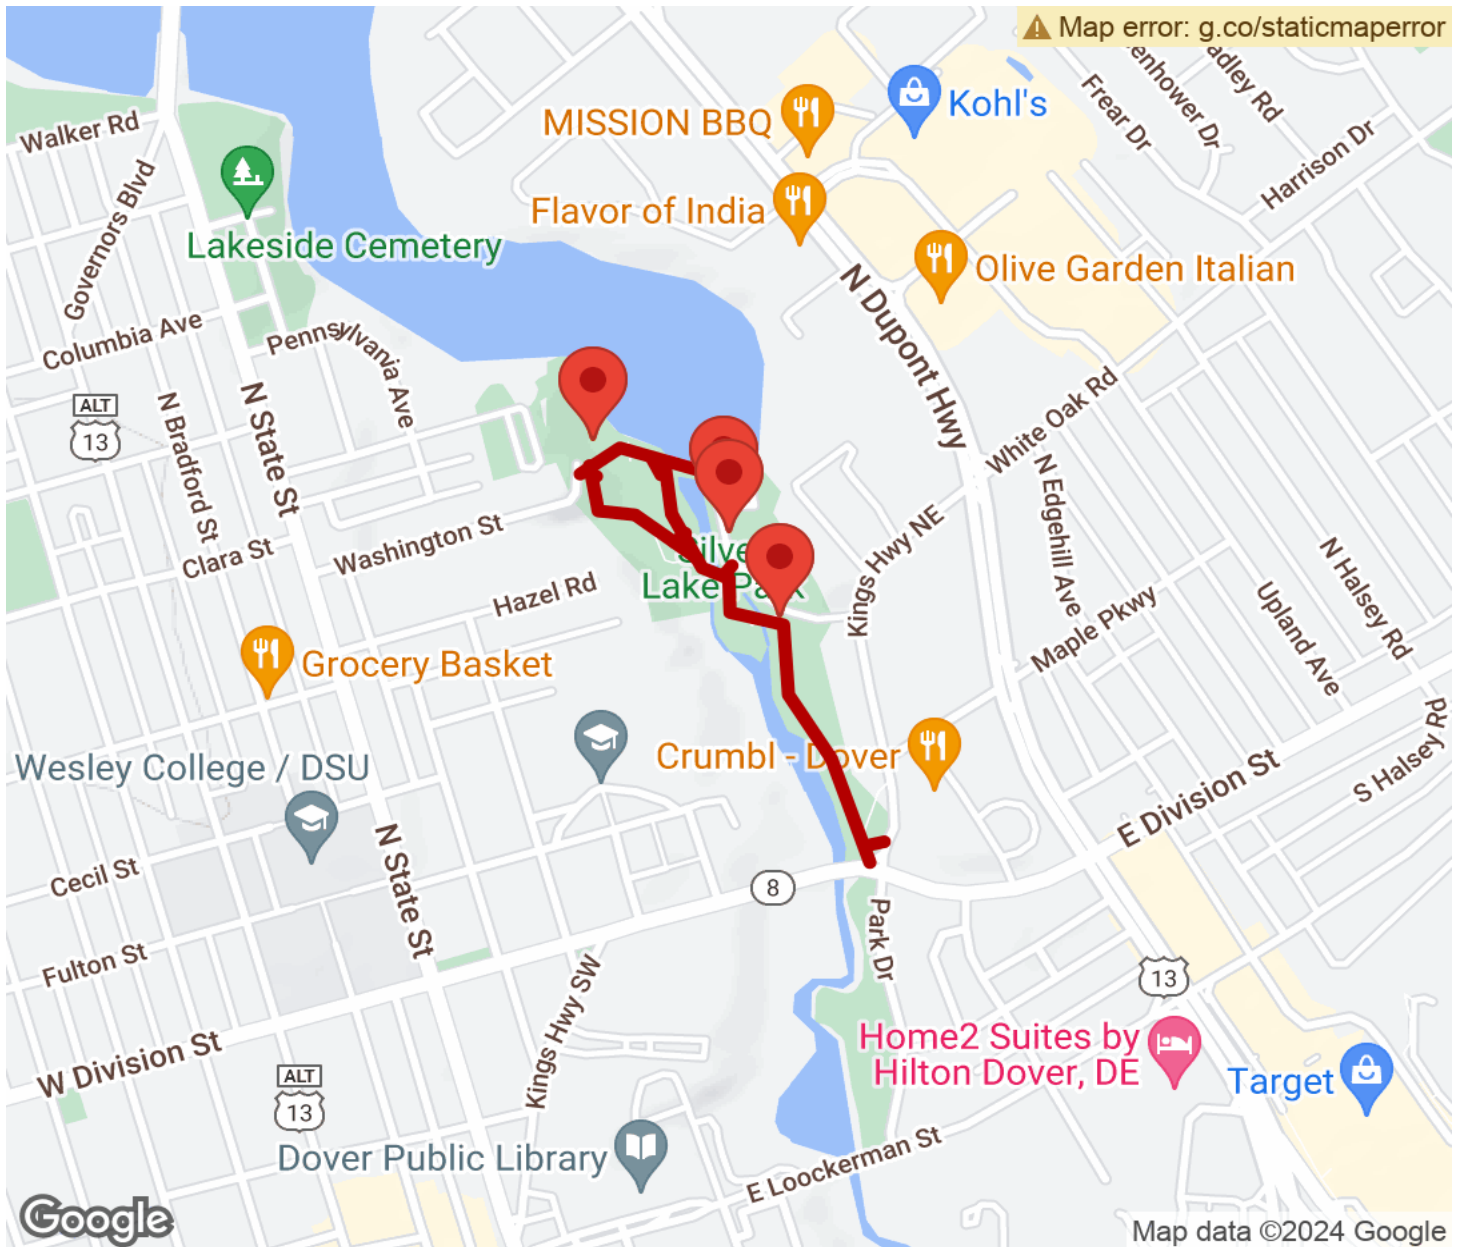 Map error: g.co/staticmaperror
Walker Rd
Governors Blvd
Lakeside Cemetery
MISSION BBQ
Kohl's
Frear Dr
Harrison Dr
Flavor of India
Olive Garden Italian
N Dupont Hwy
Columbia Ave
Pennsylvania Ave
ALT
13
N Bradford St
N State St
White Oak Rd
N Edgehill Ave
Kings Hwy NE
Washington St
Clara St
Hazel Rd
Lake Park
Maple Pkwy
Upland Ave
N Halsey Rd
S Halsey Rd
Grocery Basket
Wesley College / DSU
Crumbl - Dover
E Division St
Cecil St
N State St
8
Fulton St
Park Dr
Kings Hwy SW
13
W Division St
ALT
13
Home2 Suites by
Hilton Dover, DE
Target
Dover Public Library
E Loockerman St
Google
Map data ©2024 Google